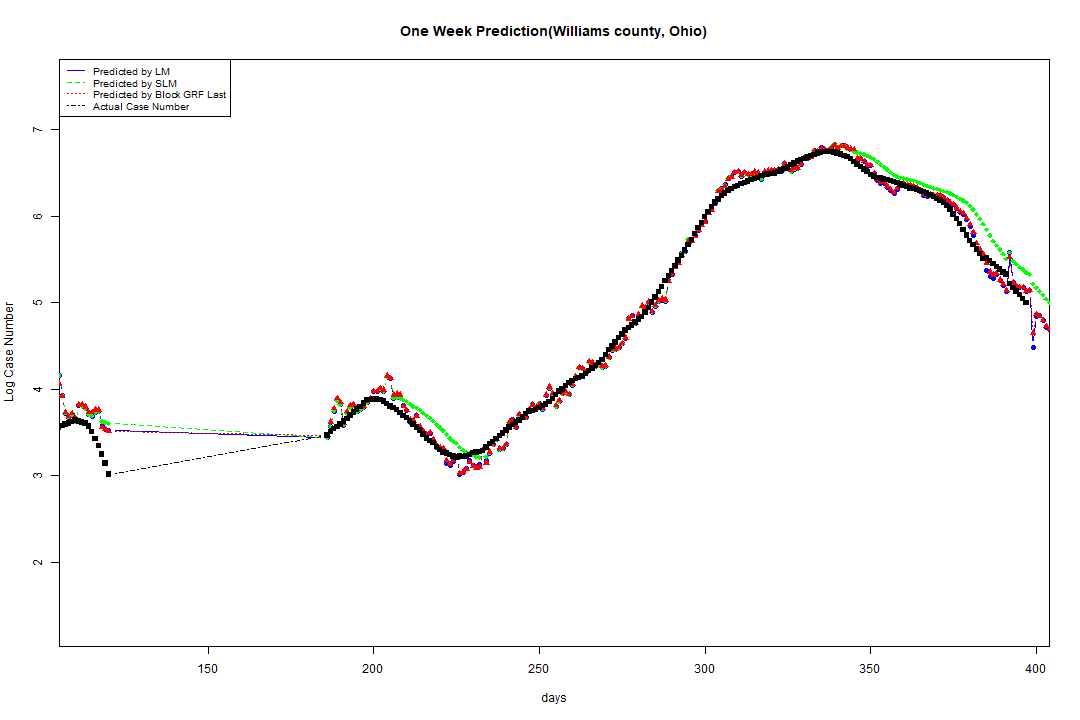 One Week Prediction(Williams county, Ohio)
Predicted by LM
Predicted by SLM
Predicted by Block GRF Last
Actual Case Number
Log Case Number
7
6
5
4
3
2
150
200
250
300
350
400
days